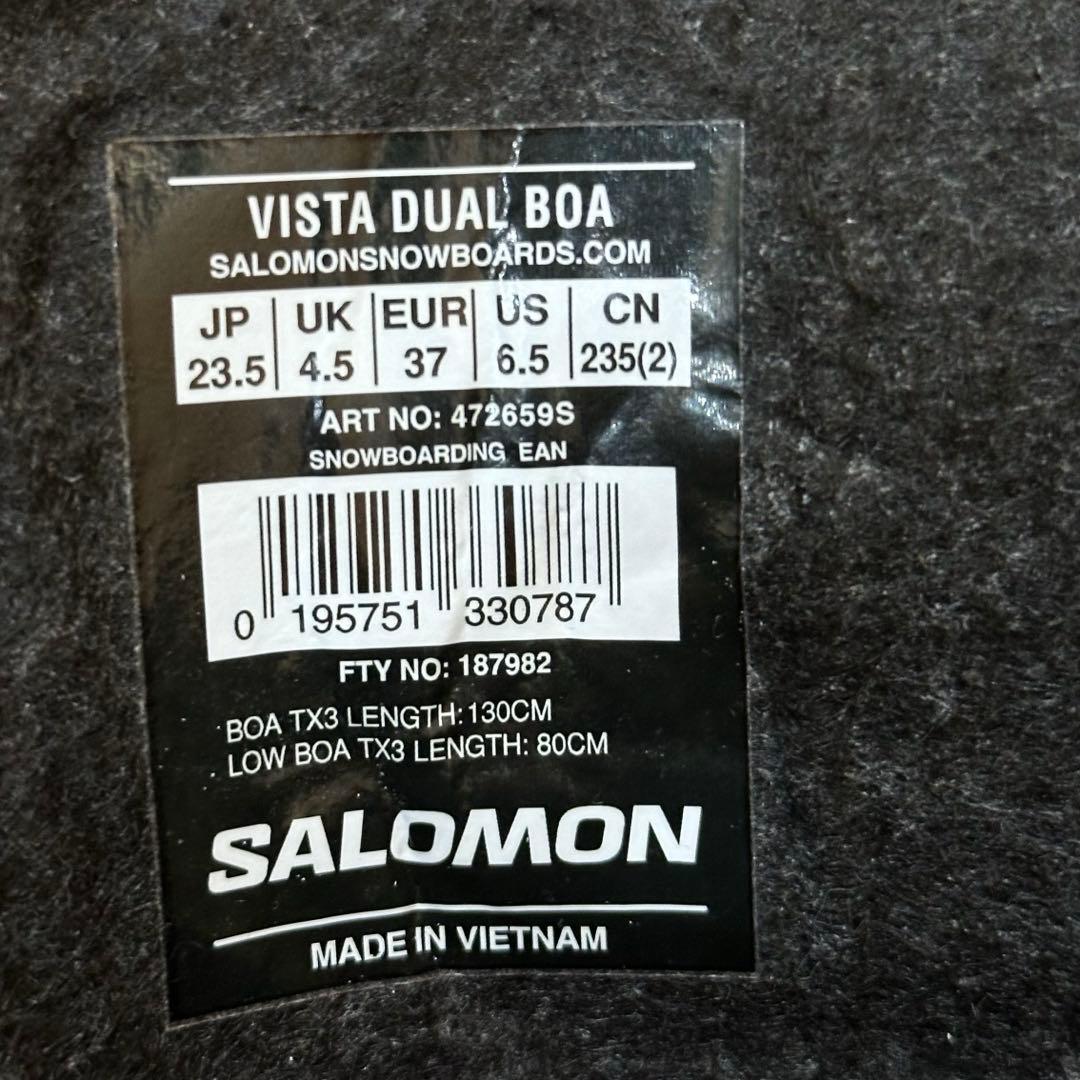 VISTA DUAL BOA
SALOMONSNOWBOARDS.COM
JP UK EUR US CN
23.5 4.5 37 6.5 235(2)
ART NO: 472659S
SNOWBOARDING EAN
0 195751 330787
FTY NO: 187982
BOA TX3 LENGTH: 130CM
LOW BOA TX3 LENGTH: 80CM
SALOMON
MADE IN VIETNAM